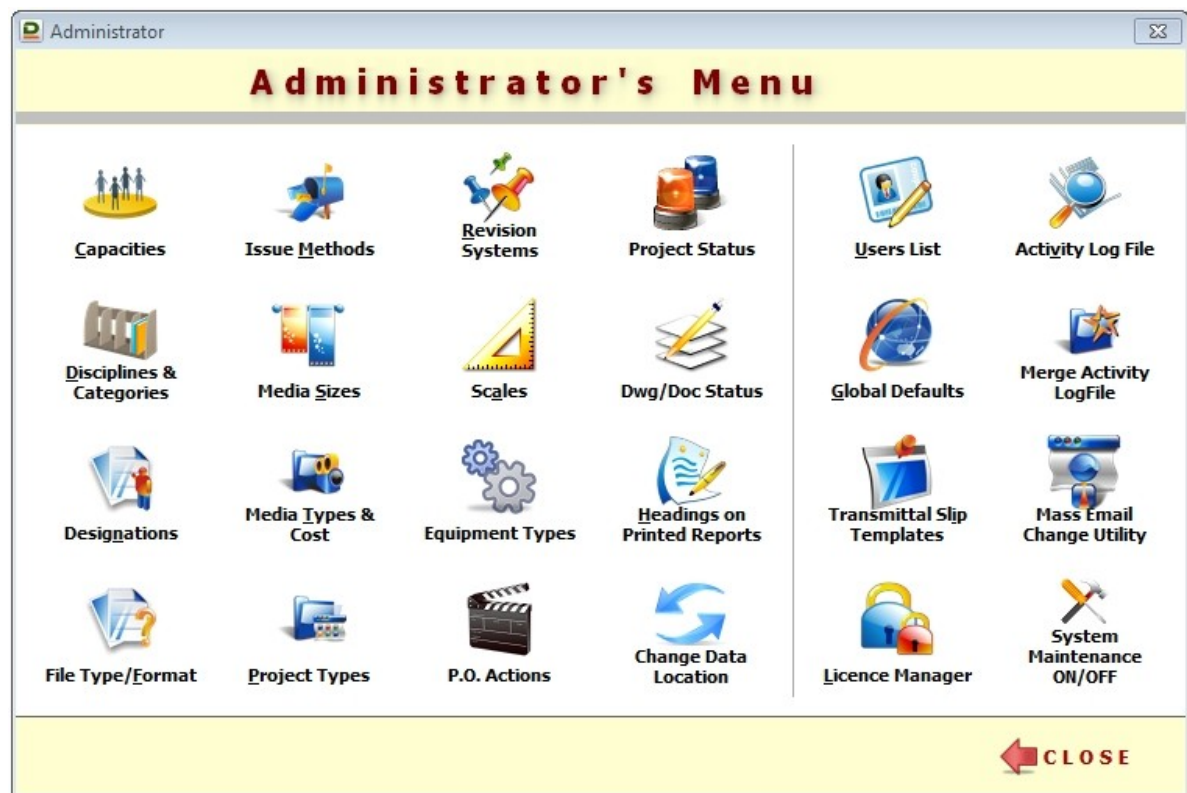 Administrator
Administrator's Menu
Capacities
Issue Methods
Revision
Systems
Project Status
Users List
Activity Log File
Disciplines &
Categories
Media Sizes
Scales
Dwg/Doc Status
Global Defaults
Merge Activity
LogFile
Designations
Media Types &
Cost
Equipment Types
Headings on
Printed Reports
Transmittal Slip
Templates
Mass Email
Change Utility
File Type/Format
Project Types
P.O. Actions
Change Data
Location
Licence Manager
System
Maintenance
ON/OFF
CLOSE